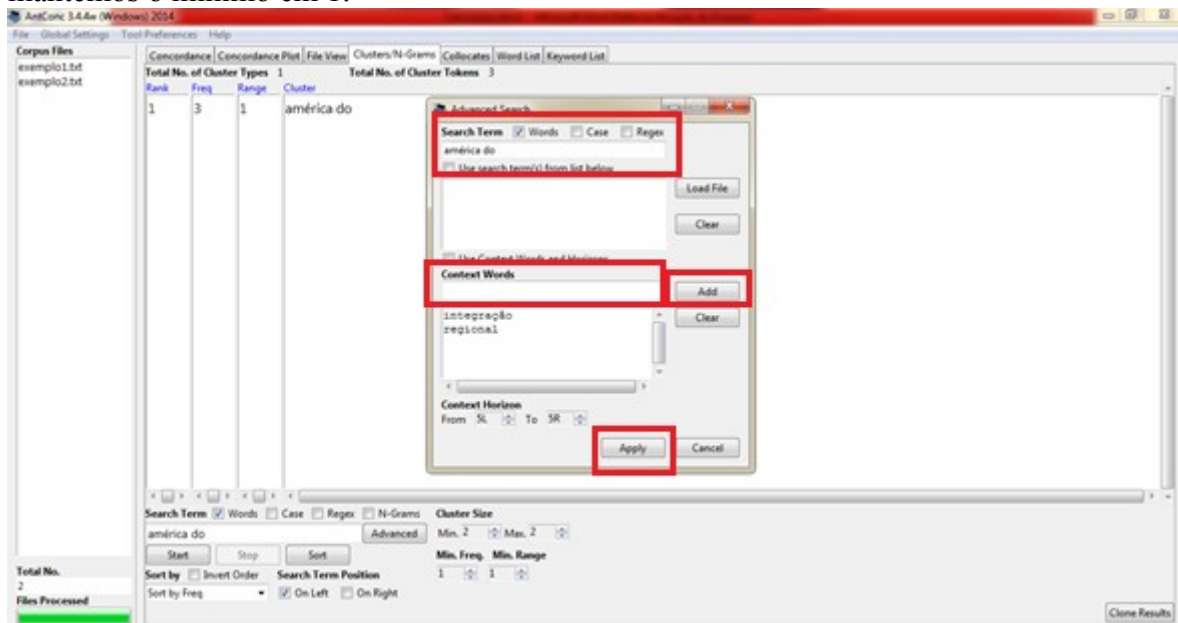 mantemos o mínimo em 1.
AntConc 3.4.4w (Windows) 2014
File Global Settings Tool Preferences Help
Corpus Files
exemplo1.txt
exemplo2.txt
Concordance Concordance Plot File View Clusters/N-Grams Collocates Word List Keyword List
Total No. of Cluster Types 1 Total No. of Cluster Tokens 3
Rank Freq Range Cluster
1 3 1 américa do
Advanced Search
Search Term Words Case Regex
américa do
Use search term(s) from list below
Load File
Clear
Use Context Words and Horizons
Context Words
Add
integração
regional
Clear
Context Horizon
From 5L To 5R
Apply Cancel
Search Term Words Case Regex N-Grams Cluster Size
américa do Advanced Min. 2 Max. 2
Start Stop Sort Min. Freq. Min. Range
Sort by Invert Order Search Term Position 1 1
Sort by Freq On Left On Right
Total No.
2
Files Processed
Clone Results